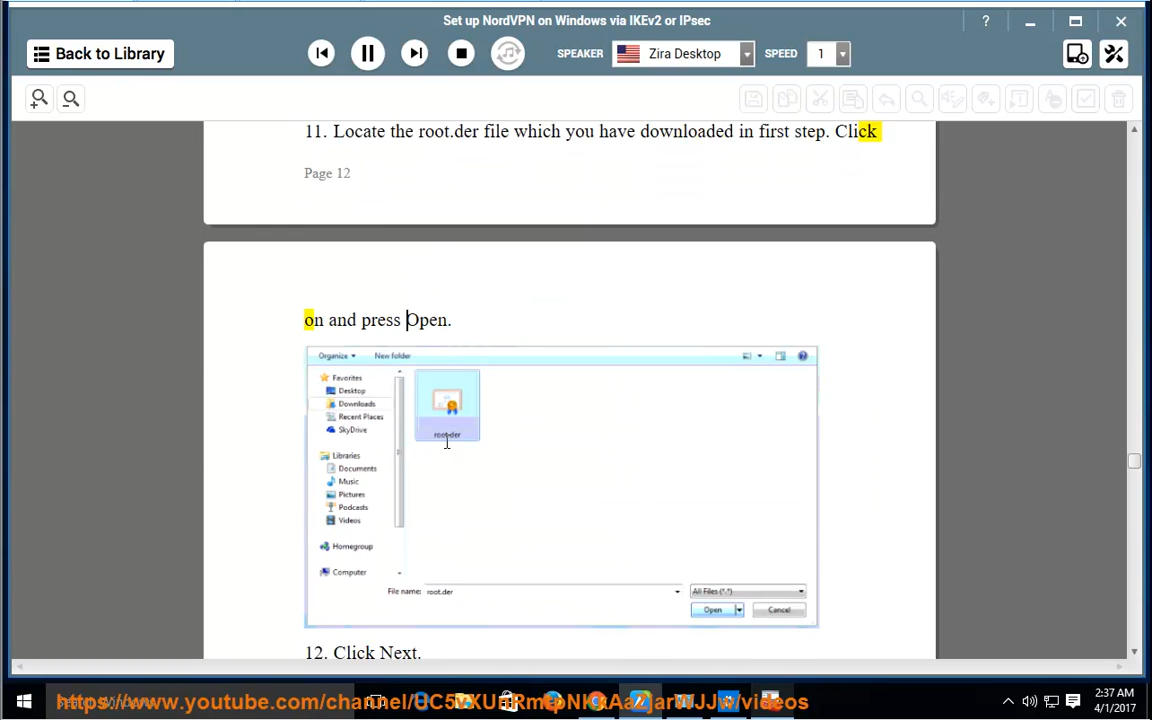 Set up NordVPN on Windows via IKEv2 or IPsec
Back to Library
SPEAKER
Zira Desktop
SPEED
1
11. Locate the root.der file which you have downloaded in first step. Click
Page 12
on and press Open.
Organize
New folder
Favorites
Desktop
Downloads
Recent Places
SkyDrive
root.der
Libraries
Documents
Music
Pictures
Podcasts
Videos
Homegroup
Computer
File name:
root.der
All Files (*.*)
Open
Cancel
12. Click Next.
2:37 AM
4/1/2017